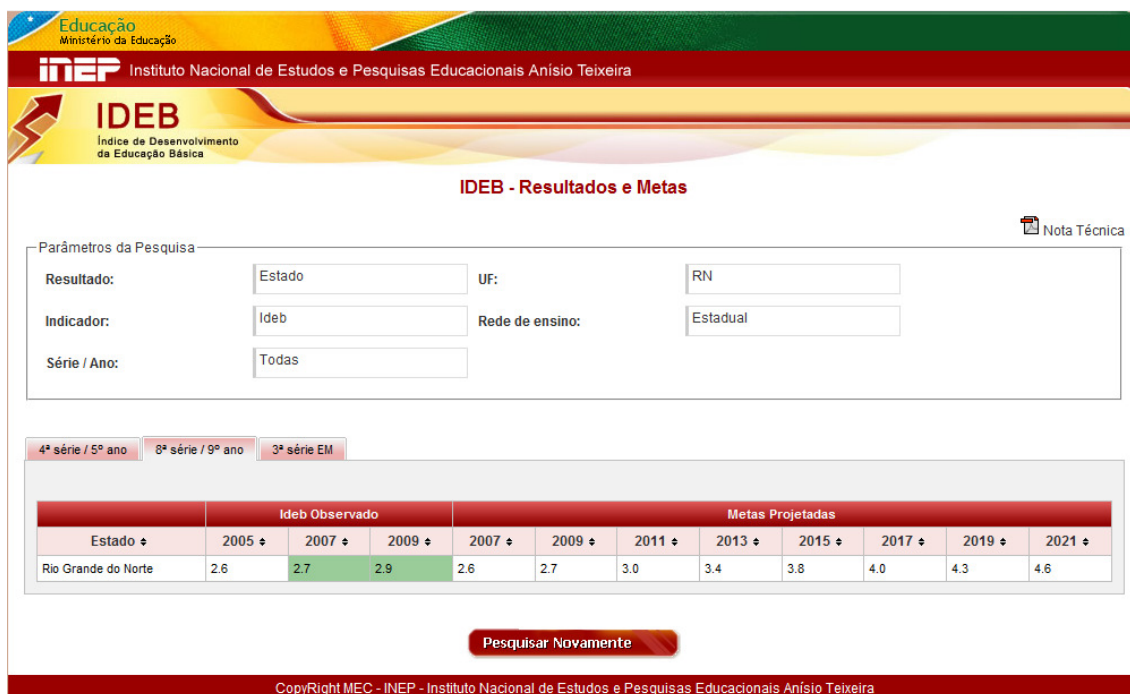 Educação
Ministério da Educação
INEP Instituto Nacional de Estudos e Pesquisas Educacionais Anísio Teixeira
IDEB
Índice de Desenvolvimento
da Educação Básica
IDEB - Resultados e Metas
Nota Técnica
Parâmetros da Pesquisa
Resultado: Estado UF: RN
Indicador: Ideb Rede de ensino: Estadual
Série / Ano: Todas
4ª série / 5º ano 8ª série / 9º ano 3ª série EM
Ideb Observado Metas Projetadas
Estado 2005 2007 2009 2007 2009 2011 2013 2015 2017 2019 2021
Rio Grande do Norte 2.6 2.7 2.9 2.6 2.7 3.0 3.4 3.8 4.0 4.3 4.6
Pesquisar Novamente
CopyRight MEC - INEP - Instituto Nacional de Estudos e Pesquisas Educacionais Anísio Teixeira